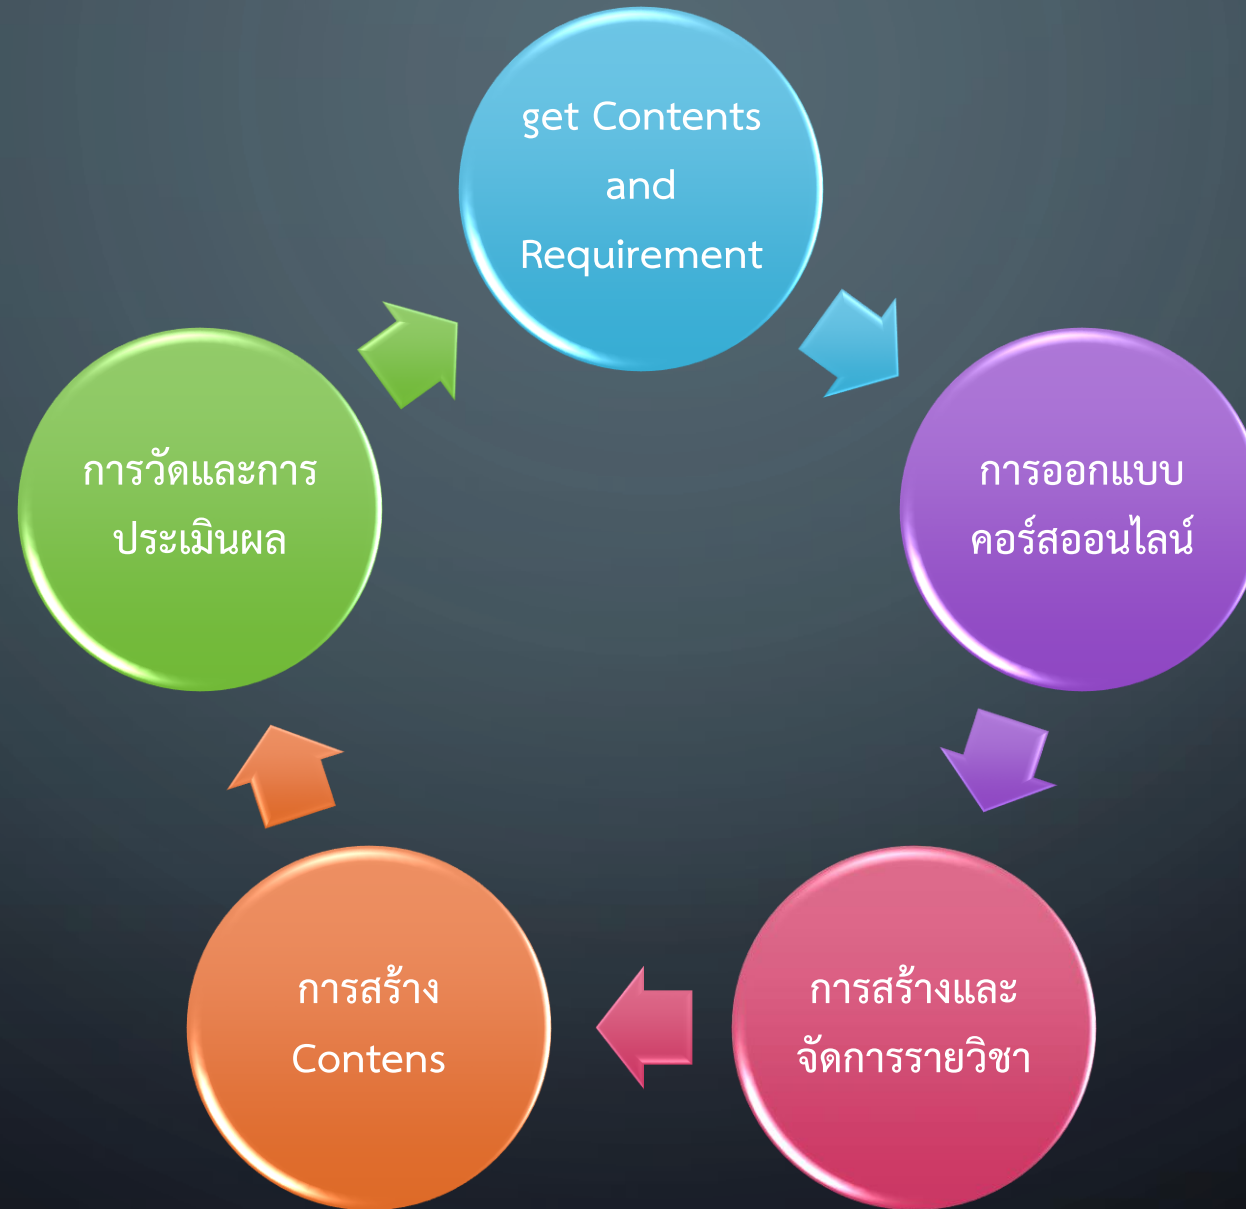 get Contents
and
Requirement
การออกแบบ
คอร์สออนไลน์
การสร้างและ
จัดการรายวิชา
การสร้าง
Contens
การวัดและการ
ประเมินผล